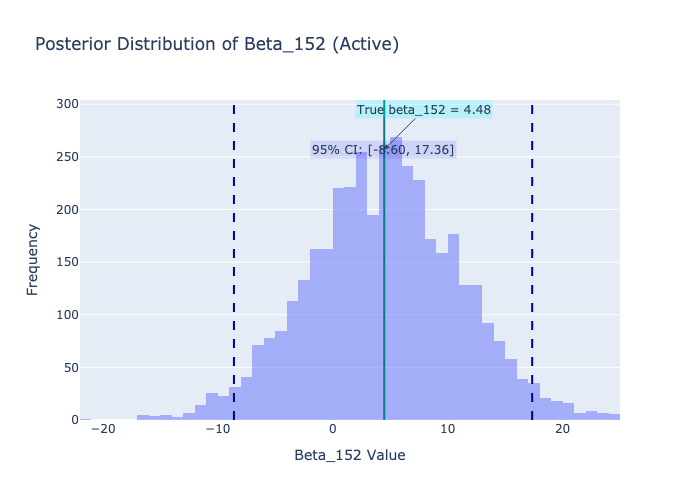 Posterior Distribution of Beta_152 (Active)
True beta_152 = 4.48
95% CI: [-8.60, 17.36]
300
250
200
150
100
50
0
Frequency
−20
−10
0
10
20
Beta_152 Value